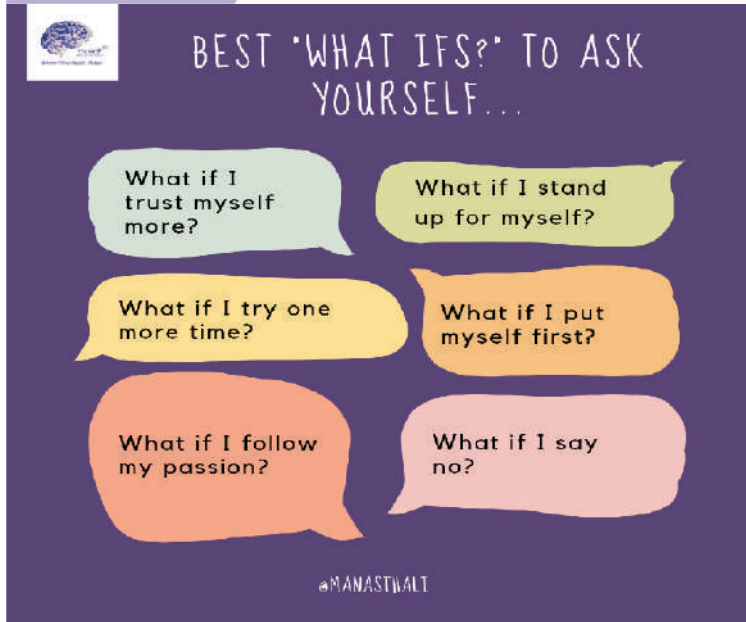 BEST "WHAT IFS?" TO ASK
YOURSELF...
What if I
trust myself
more?
What if I stand
up for myself?
What if I try one
more time?
What if I put
myself first?
What if I follow
my passion?
What if I say
no?
@MANASTHALI